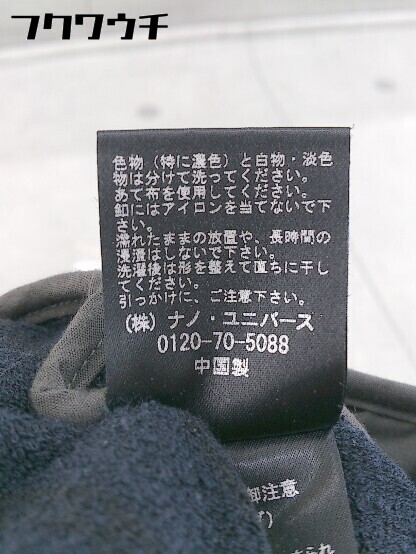 フクワウチ
色物(特に濃色)と白物・淡色
物は分けて洗ってください。
あて布を使用してください。
釦にはアイロンを当てないで下
さい。
濡れたままの放置や、長時間の
浸漬はしないで下さい。
洗濯後は形を整えて直ちに干し
てください。
引っかけに、ご注意下さい。
(株)ナノ・ユニバース
0120-70-5088
中国製
御注意